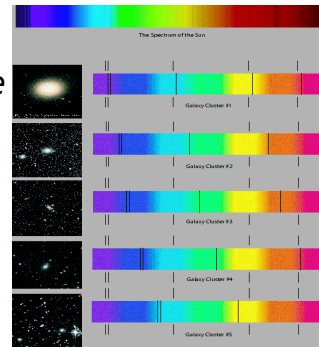 The Spectrum of the Sun
e
Galaxy Cluster #1
Galaxy Cluster #2
Galaxy Cluster #3
Galaxy Cluster #4
Galaxy Cluster #5